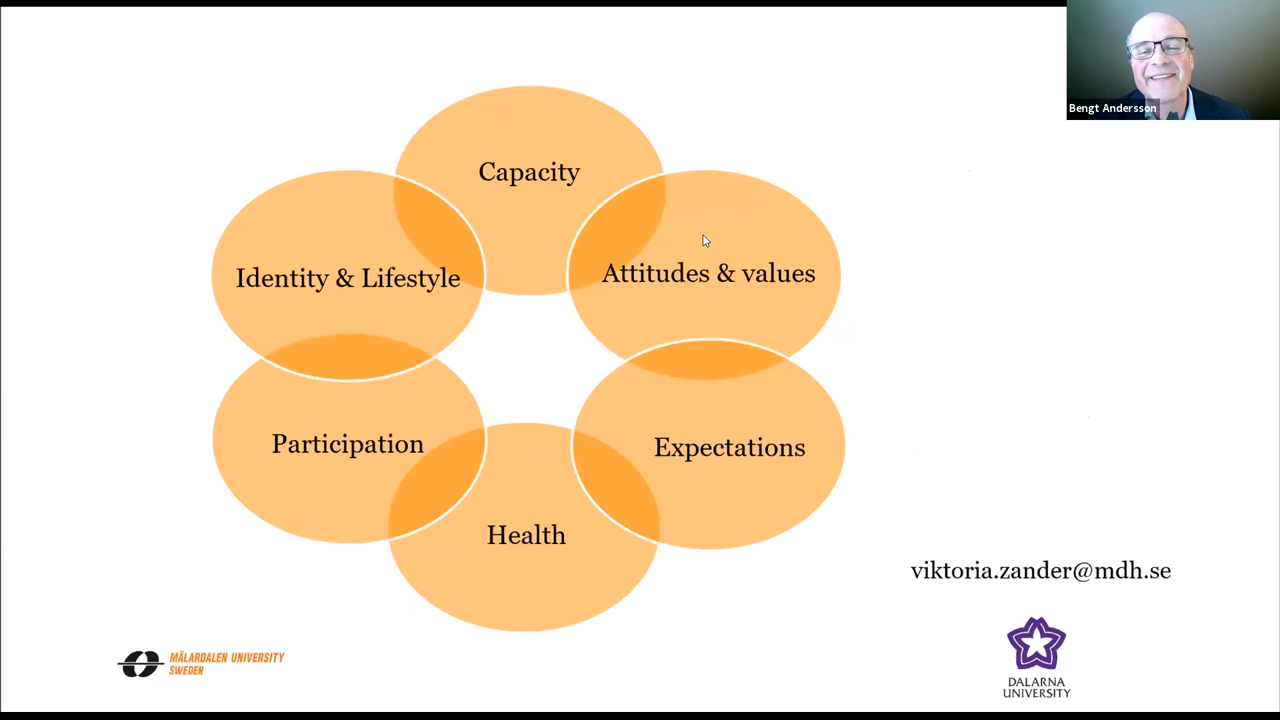 Bengt Andersson
Capacity
Identity & Lifestyle
Attitudes & values
Participation
Expectations
Health
viktoria.zander@mdh.se
MÄLARDALEN UNIVERSITY
SWEDEN
DALARNA
UNIVERSITY